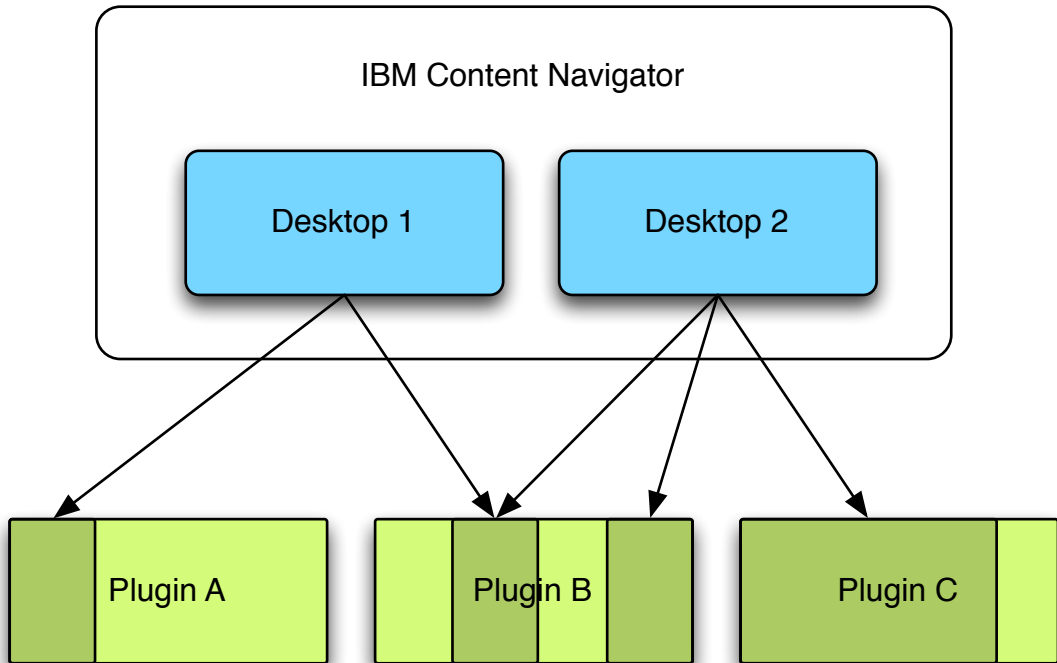 IBM Content Navigator
Desktop 1
Desktop 2
Plugin A
Plugin B
Plugin C